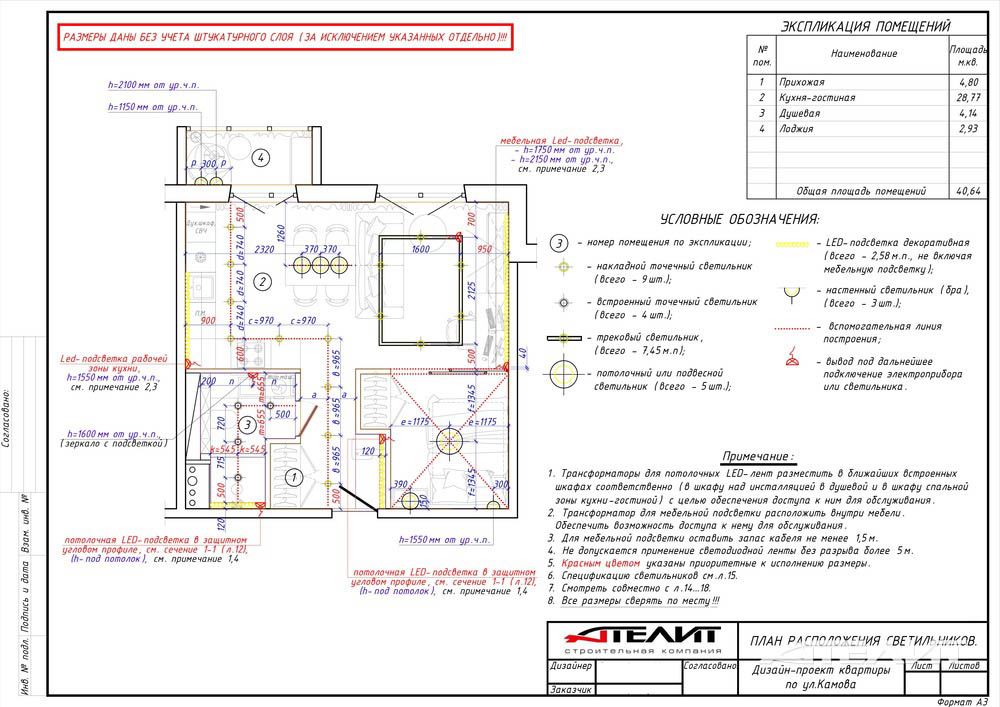 РАЗМЕРЫ ДАНЫ БЕЗ УЧЕТА ШТУКАТУРНОГО СЛОЯ (ЗА ИСКЛЮЧЕНИЕМ УКАЗАННЫХ ОТДЕЛЬНО)!!!
ЭКСПЛИКАЦИЯ ПОМЕЩЕНИЙ
№ пом. Наименование Площадь м.кв.
1 Прихожая 4,80
2 Кухня-гостиная 28,77
3 Душевая 4,14
4 Лоджия 2,93
Общая площадь помещений 40,64
h=2100 мм от ур.ч.п.
h=1150 мм от ур.ч.п.
мебельная Led-подсветка,
- h=1750 мм от ур.ч.п.
- h=2150 мм от ур.ч.п.,
см. примечание 2,3
4
p 300 p
Духшкаф,
СВЧ
П.М.
500
d=740
d=740
d=740
600
2320
1260
370 370
1600
700
950
2125
500
40
2
900
c=970 c=970
Led-подсветка рабочей
зоны кухни,
h=1550 мм от ур.ч.п.,
см. примечание 2,3
h=1600 мм от ур.ч.п.,
(зеркало с подсветкой)
200 n n
m=655
m=655
500
720
715
500
120
k=545 k=545
3
1
a a
в=965
в=965
в=965
500
120
f=1345
f=1345
e=1175 e=1175
390
150
300
потолочная LED-подсветка в защитном
угловом профиле, см. сечение 1-1 (л.12),
(h- под потолок), см. примечание 1,4
h=1550 мм от ур.ч.п.
потолочная LED-подсветка в защитном
угловом профиле, см. сечение 1-1 (л.12),
(h- под потолок), см. примечание 1,4
УСЛОВНЫЕ ОБОЗНАЧЕНИЯ:
3 - номер помещения по экспликации;
- накладной точечный светильник
(всего - 9 шт.);
- встроенный точечный светильник
(всего - 4 шт.);
- трековый светильник,
(всего - 7,45 м.п);
- потолочный или подвесной
светильник (всего - 5 шт.);
- LED-подсветка декоративная
(всего - 2,58 м.п., не включая
мебельную подсветку);
- настенный светильник (бра),
(всего - 3 шт.);
- вспомогательная линия
построения;
- вывод под дальнейшее
подключение электроприбора
или светильника.
Примечание:
1. Трансформаторы для потолочных LED-лент разместить в ближайших встроенных
шкафах соответственно (в шкафу над инсталляцией в душевой и в шкафу спальной
зоны кухни-гостиной) с целью обеспечения доступа к ним для обслуживания.
2. Трансформатор для мебельной подсветки расположить внутри мебели.
Обеспечить возможность доступа к нему для обслуживания.
3. Для мебельной подсветки оставить запас кабеля не менее 1,5 м.
4. Не допускается применение светодиодной ленты без разрыва более 5 м.
5. Красным цветом указаны приоритетные к исполнению размеры.
6. Спецификацию светильников см.л.15.
7. Смотреть совместно с л.14...18.
8. Все размеры сверять по месту!!!
АТЕЛИТ
строительная компания
ПЛАН РАСПОЛОЖЕНИЯ СВЕТИЛЬНИКОВ.
АТЕЛИТ
Дизайнер
Согласовано
Заказчик
Дизайн-проект квартиры
по ул.Камова
Лист Листов
Формат А3
Согласовано:
Взам. инв. №
Подпись и дата
Инв. № подл.